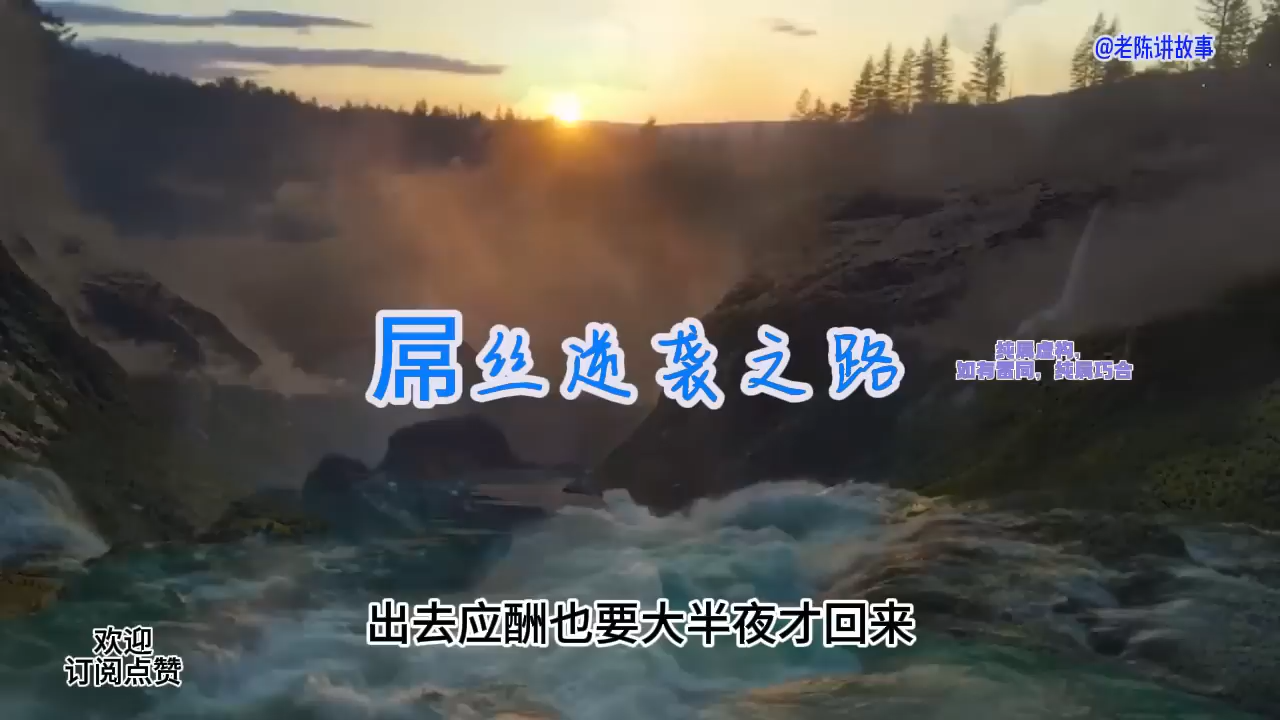 @老陈讲故事
屌丝逆袭之路
纯属虚构,
如有雷同，纯属巧合
出去应酬也要大半夜才回来
欢迎
订阅点赞